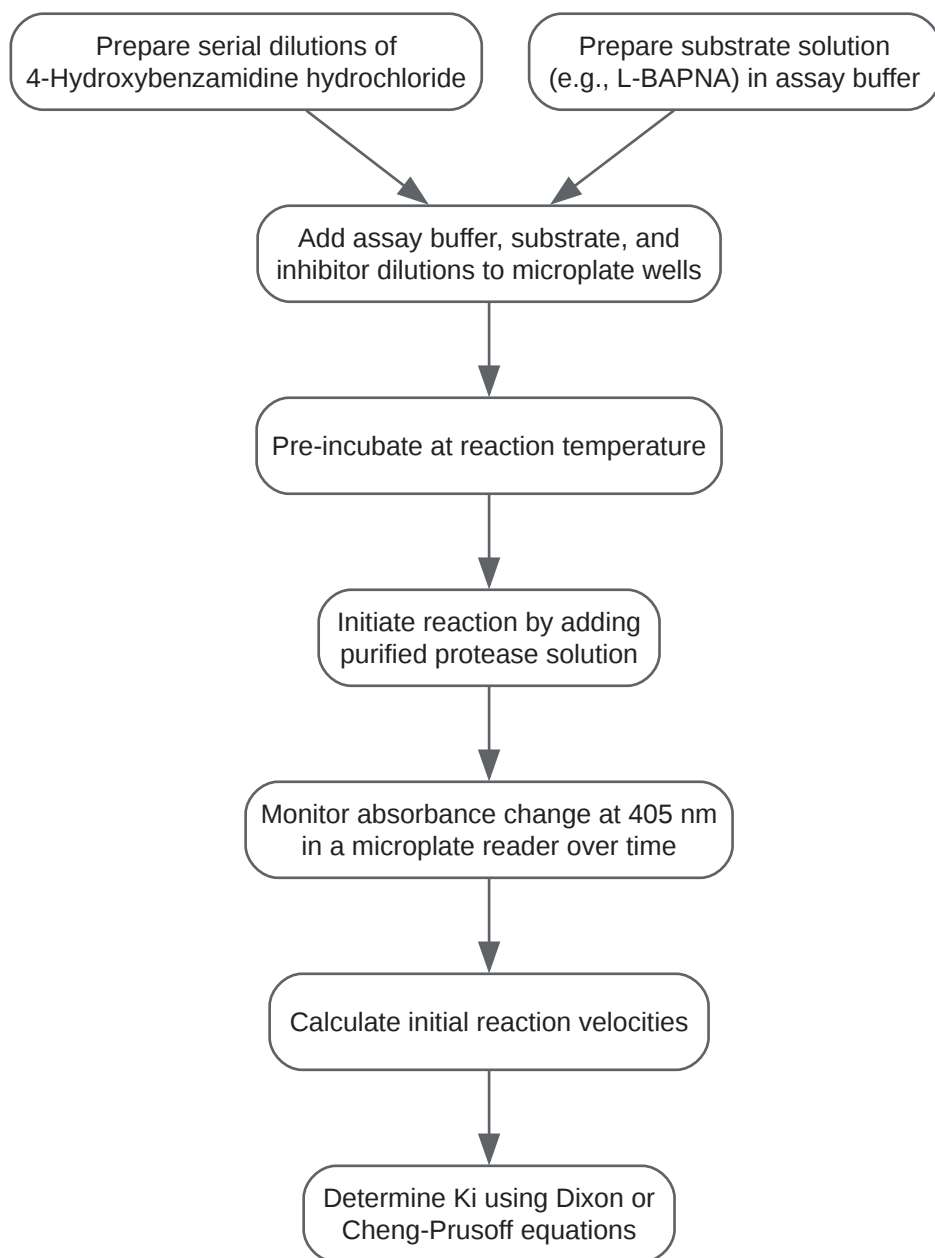 Prepare serial dilutions of
4-Hydroxybenzamidine hydrochloride
Prepare substrate solution
(e.g., L-BAPNA) in assay buffer
Add assay buffer, substrate, and
inhibitor dilutions to microplate wells
Pre-incubate at reaction temperature
Initiate reaction by adding
purified protease solution
Monitor absorbance change at 405 nm
in a microplate reader over time
Calculate initial reaction velocities
Determine Ki using Dixon or
Cheng-Prusoff equations